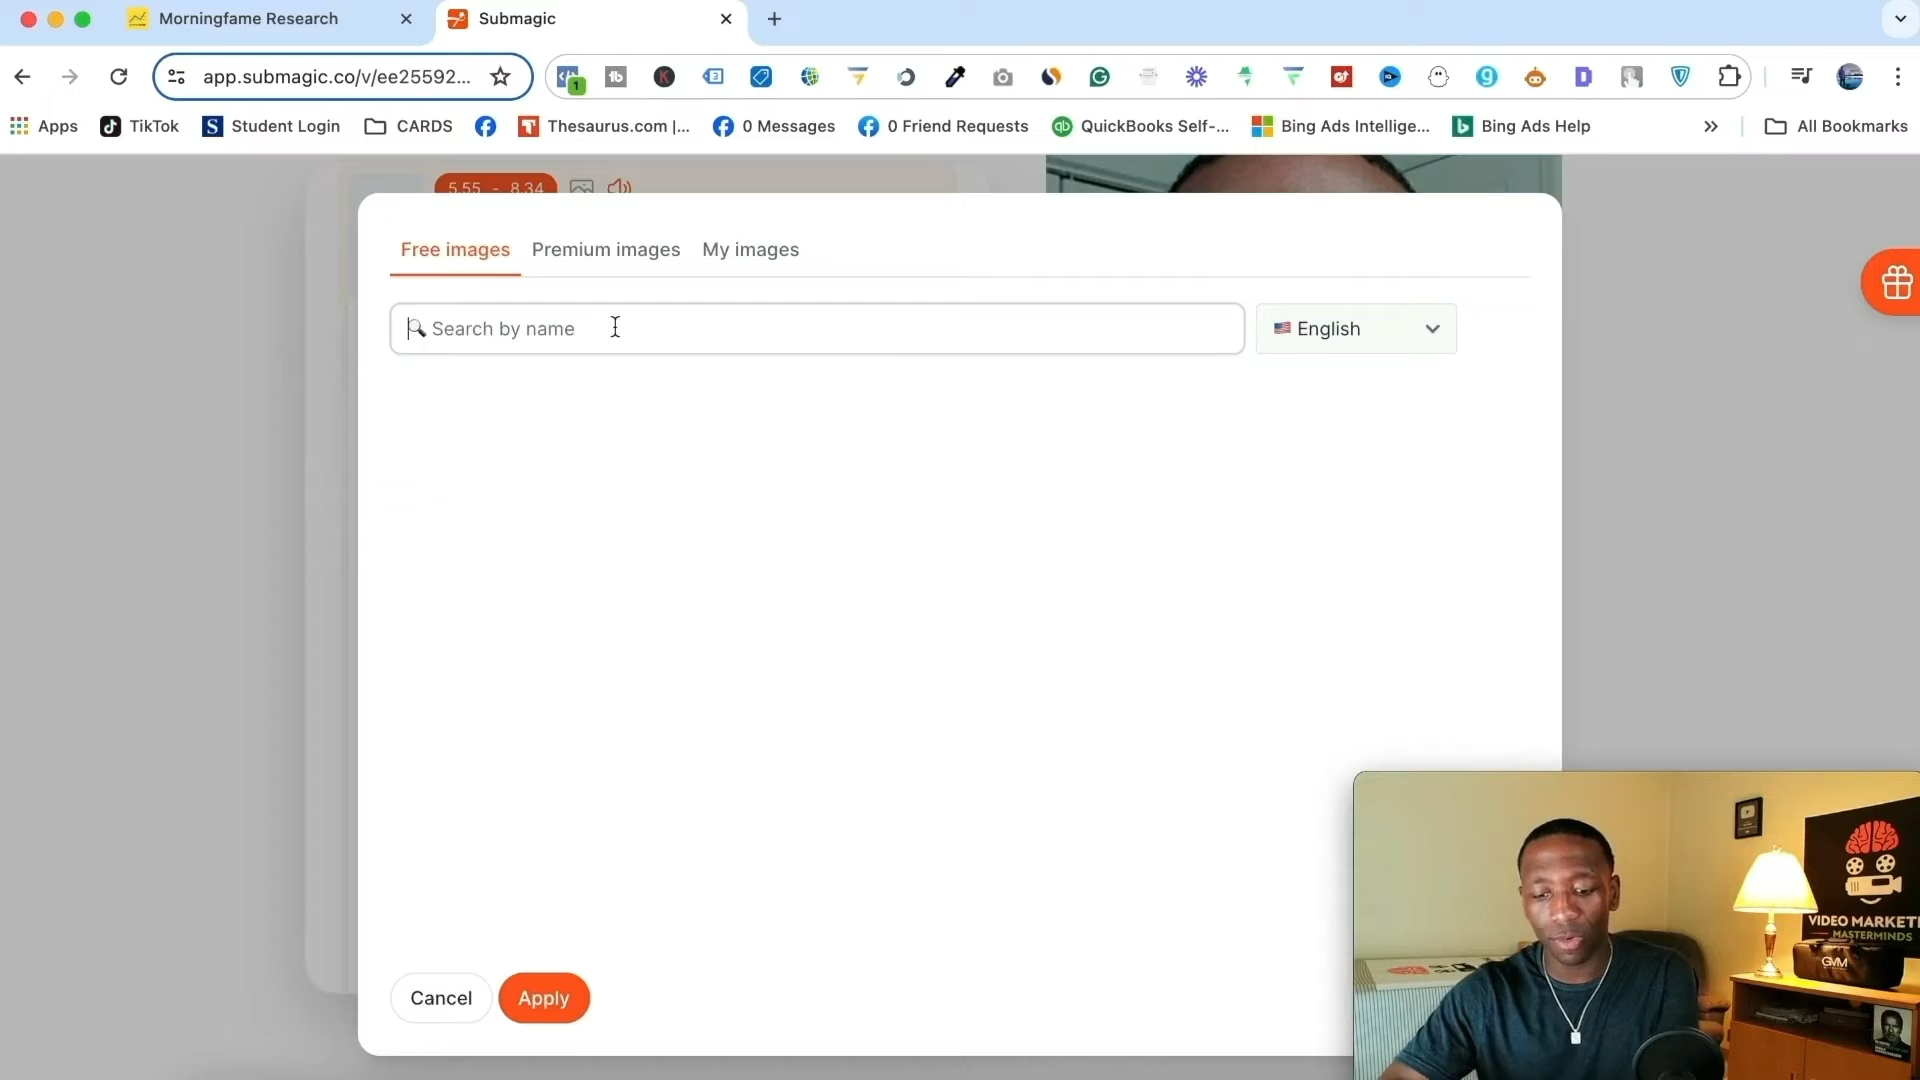 Morningfame Research
Submagic
app.submagic.co/v/ee25592...
Apps
TikTok
Student Login
CARDS
Thesaurus.com |...
0 Messages
0 Friend Requests
QuickBooks Self-...
Bing Ads Intellige...
Bing Ads Help
All Bookmarks
5.55 - 8.34
Free images
Premium images
My images
Search by name
English
Cancel
Apply
VIDEO MARKETI
MASTERMINDS
GVM